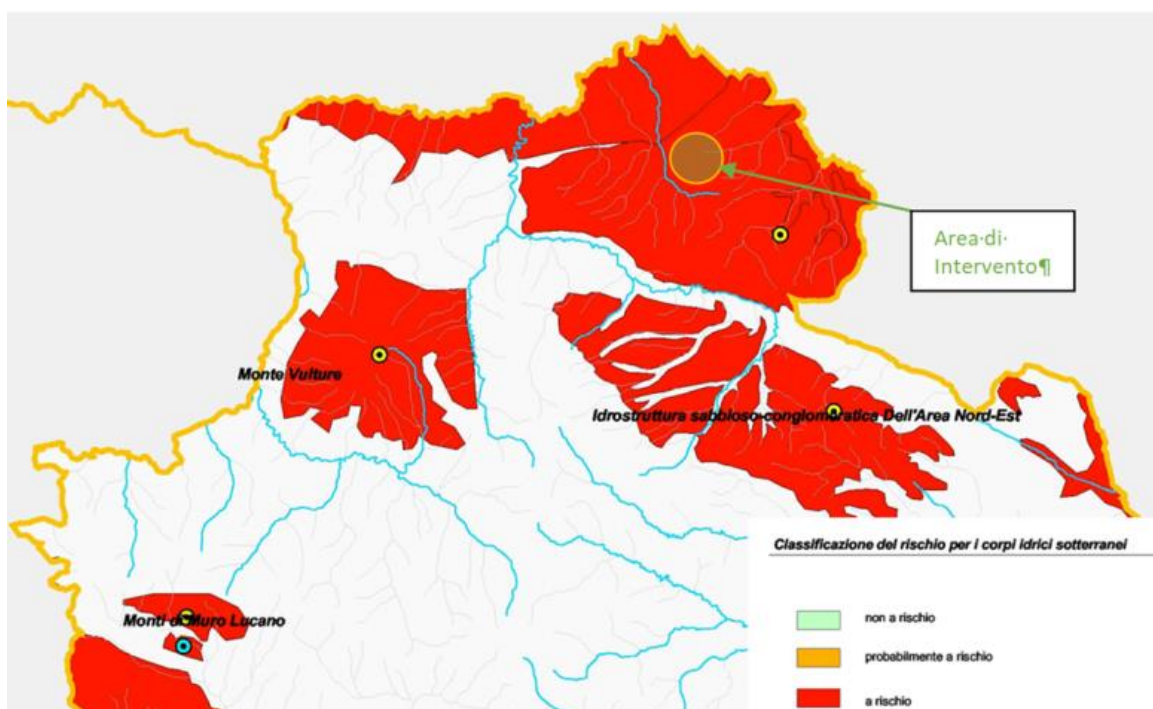 Area·di·
Intervento¶
Monte Vulture
Idrostruttura sabbioso-conglomeratica Dell'Area Nord-Est
Monti di Muro Lucano
Classificazione del rischio per i corpi idrici sotterranei
non a rischio
probabilmente a rischio
a rischio